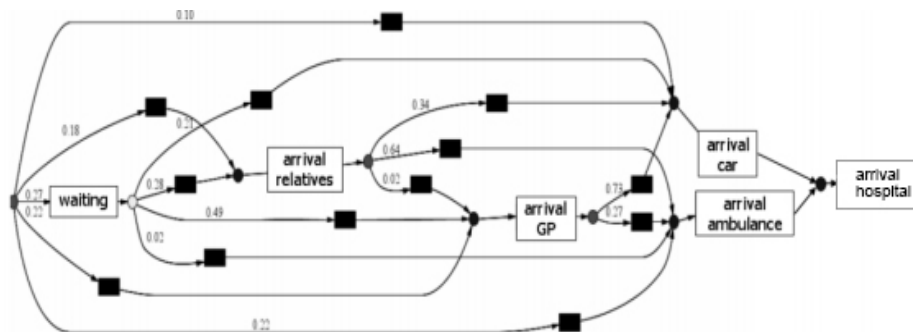 0.10
0.18
0.21
0.34
0.64
arrival
relatives
0.02
0.27
waiting
0.28
0.22
0.49
0.02
arrival
GP
0.73
0.27
arrival
car
arrival
ambulance
arrival
hospital
0.22